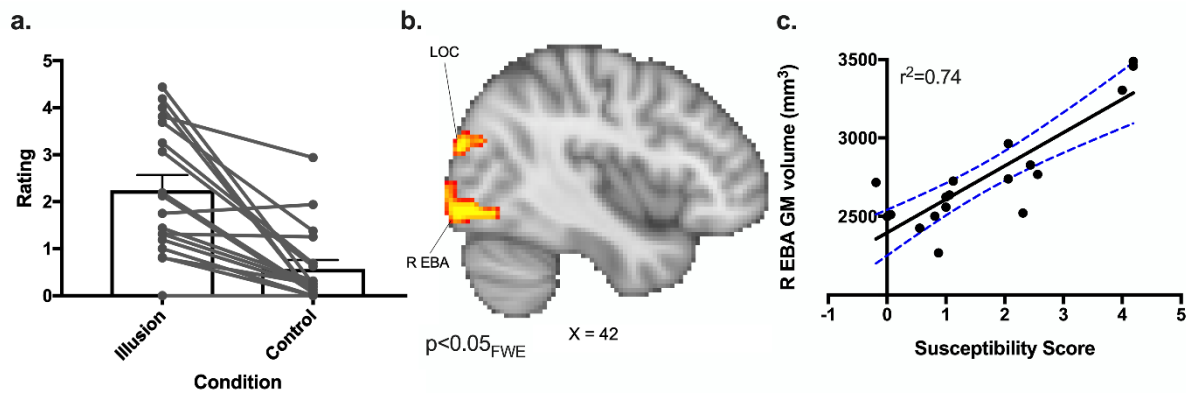 a.
5
4
3
2
1
0
Rating
Illusion
Control
Condition
b.
LOC
R EBA
p<0.05FWE
X = 42
c.
r²=0.74
3500
3000
2500
R EBA GM volume (mm³)
-1 0 1 2 3 4 5
Susceptibility Score